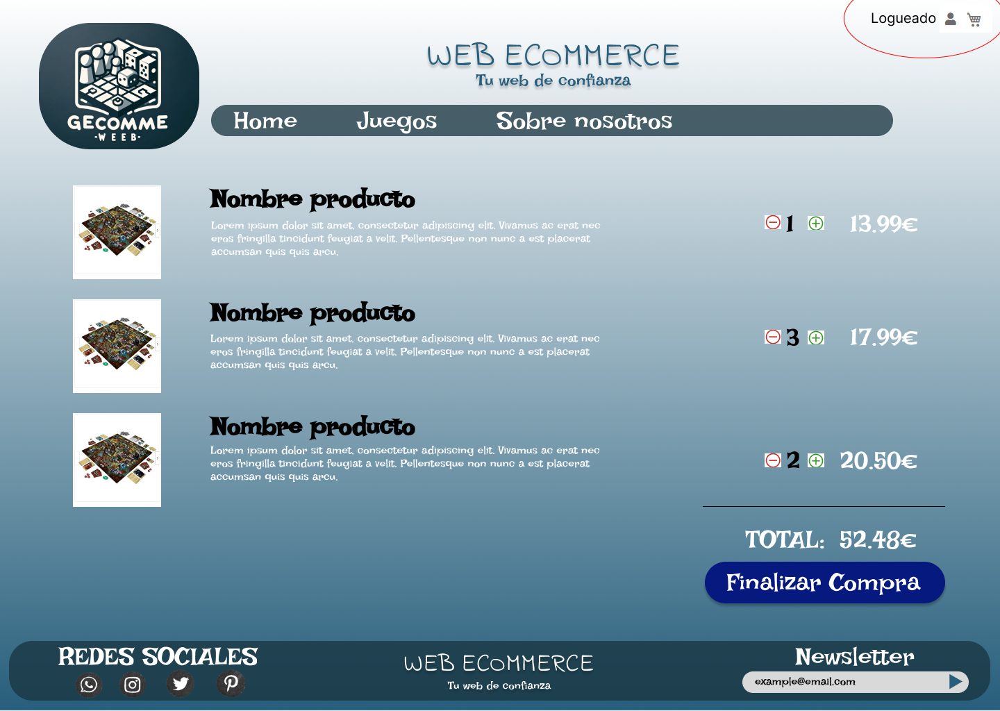 Logueado
GECOMME
-WEEB-
WEB ECOMMERCE
Tu web de confianza
Home Juegos Sobre nosotros
Nombre producto
Lorem ipsum dolor sit amet, consectetur adipiscing elit. Vivamus ac erat nec
eros fringilla tincidunt feugiat a velit. Pellentesque non nunc a est placerat
accumsan quis quis arcu.
1 13.99€
Nombre producto
Lorem ipsum dolor sit amet, consectetur adipiscing elit. Vivamus ac erat nec
eros fringilla tincidunt feugiat a velit. Pellentesque non nunc a est placerat
accumsan quis quis arcu.
3 17.99€
Nombre producto
Lorem ipsum dolor sit amet, consectetur adipiscing elit. Vivamus ac erat nec
eros fringilla tincidunt feugiat a velit. Pellentesque non nunc a est placerat
accumsan quis quis arcu.
2 20.50€
TOTAL: 52.48€
Finalizar Compra
REDES SOCIALES
WEB ECOMMERCE
Tu web de confianza
Newsletter
example@email.com